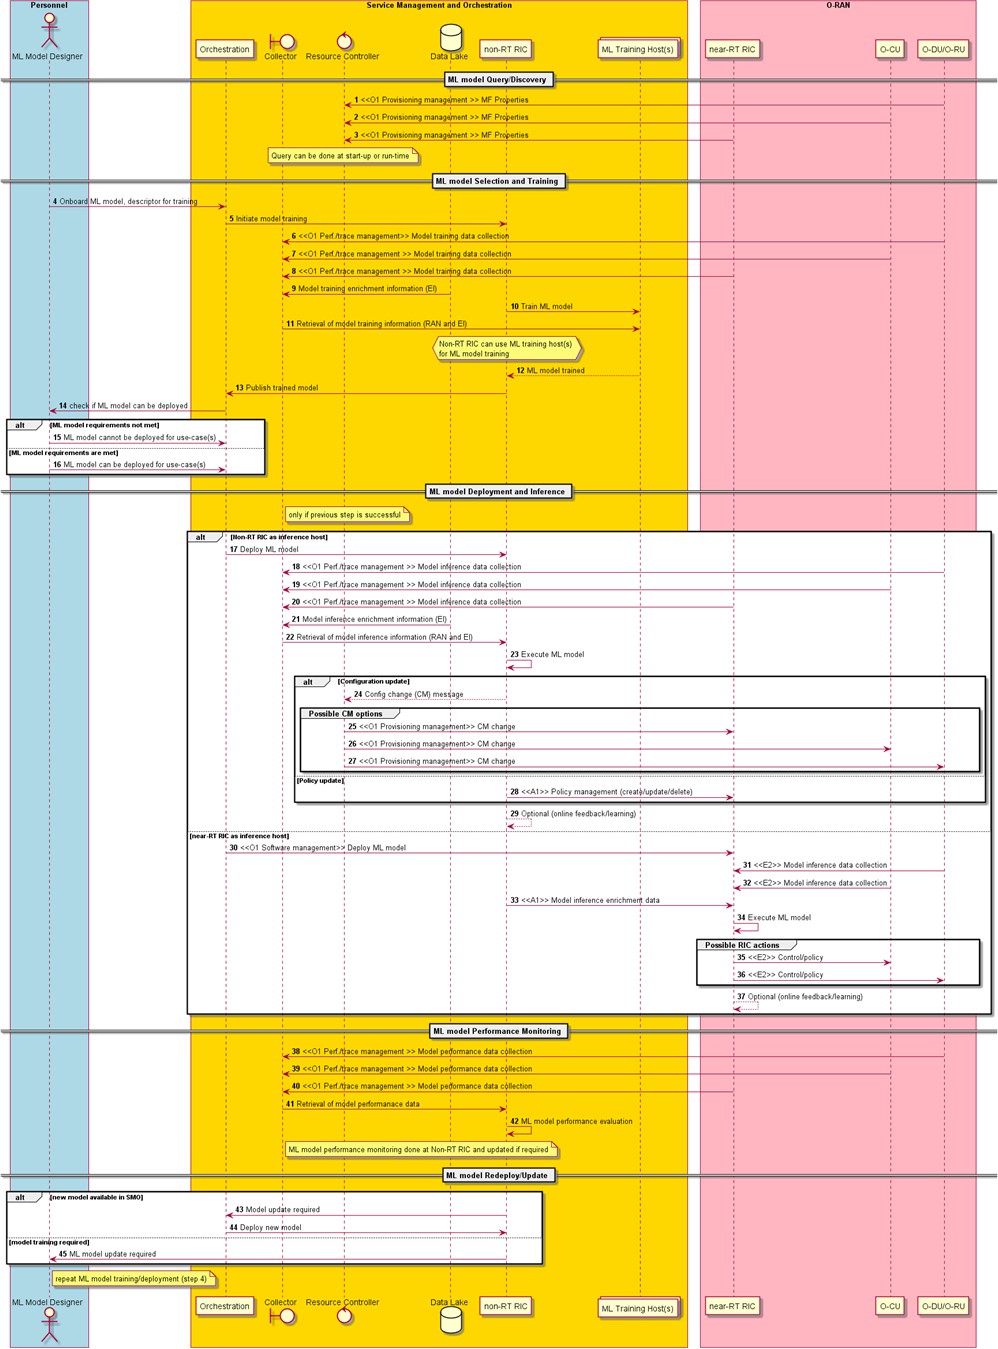 Personnel
Service Management and Orchestration
O-RAN
ML Model Designer
Orchestration
Collector
Resource Controller
Data Lake
non-RT RIC
ML Training Host(s)
near-RT RIC
O-CU
O-DU/O-RU
ML model Query/Discovery
1 <<O1 Provisioning management >> MF Properties
2 <<O1 Provisioning management >> MF Properties
3 <<O1 Provisioning management >> MF Properties
Query can be done at start-up or run-time
ML model Selection and Training
4 Onboard ML model, descriptor for training
5 Initiate model training
6 <<O1 Perf./trace management>> Model training data collection
7 <<O1 Perf./trace management >> Model training data collection
8 <<O1 Perf./trace management >> Model training data collection
9 Model training enrichment information (EI)
10 Train ML model
11 Retrieval of model training information (RAN and EI)
Non-RT RIC can use ML training host(s)
for ML model training
12 ML model trained
13 Publish trained model
14 check if ML model can be deployed
alt [ML model requirements not met]
15 ML model cannot be deployed for use-case(s)
[ML model requirements are met]
16 ML model can be deployed for use-case(s)
ML model Deployment and Inference
only if previous step is successful
alt [Non-RT RIC as inference host]
17 Deploy ML model
18 <<O1 Perf./trace management >> Model inference data collection
19 <<O1 Perf./trace management >> Model inference data collection
20 <<O1 Perf./trace management >> Model inference data collection
21 Model inference enrichment information (EI)
22 Retrieval of model inference information (RAN and EI)
23 Execute ML model
alt [Configuration update]
24 Config change (CM) message
Possible CM options
25 <<O1 Provisioning management>> CM change
26 <<O1 Provisioning management>> CM change
27 <<O1 Provisioning management>> CM change
[Policy update]
28 <<A1>> Policy management (create/update/delete)
29 Optional (online feedback/learning)
[near-RT RIC as inference host]
30 <<O1 Software management>> Deploy ML model
31 <<E2>> Model inference data collection
32 <<E2>> Model inference data collection
33 <<A1>> Model inference enrichment data
34 Execute ML model
Possible RIC actions
35 <<E2>> Control/policy
36 <<E2>> Control/policy
37 Optional (online feedback/learning)
ML model Performance Monitoring
38 <<O1 Perf./trace management >> Model performance data collection
39 <<O1 Perf./trace management >> Model performance data collection
40 <<O1 Perf./trace management >> Model performance data collection
41 Retrieval of model performanace data
42 ML model performance evaluation
ML model performance monitoring done at Non-RT RIC and updated if required
ML model Redeploy/Update
alt [new model available in SMO]
43 Model update required
44 Deploy new model
[model training required]
45 ML model update required
repeat ML model training/deployment (step 4)
ML Model Designer
Orchestration
Collector
Resource Controller
Data Lake
non-RT RIC
ML Training Host(s)
near-RT RIC
O-CU
O-DU/O-RU